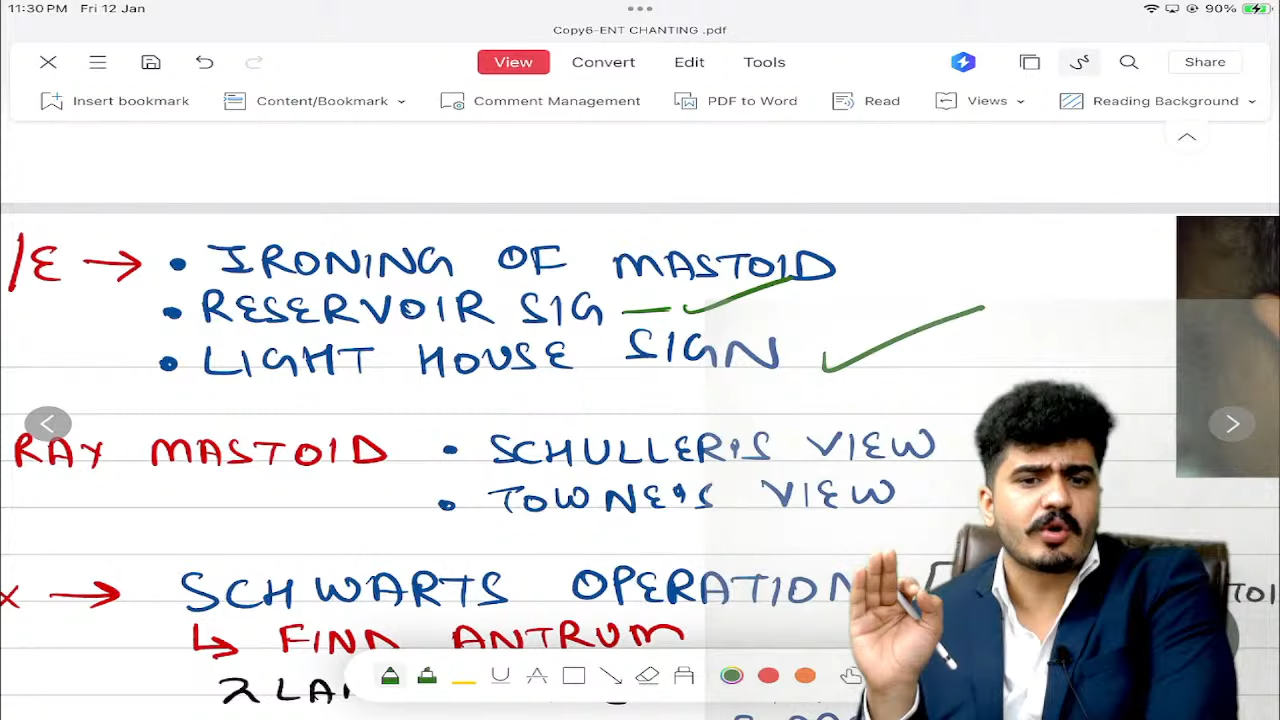 11:30 PM Fri 12 Jan
90%
Copy6-ENT CHANTING .pdf
View Convert Edit Tools Share
Insert bookmark Content/Bookmark Comment Management PDF to Word Read Views Reading Background
/E → • IRONING OF MASTOID
• RESERVOIR SIG
• LIGHT HOUSE SIGN
RAY MASTOID • SCHULLER'S VIEW
• TOWNE'S VIEW
x → SCHWARTS OPERATION
↳ FIND ANTRUM